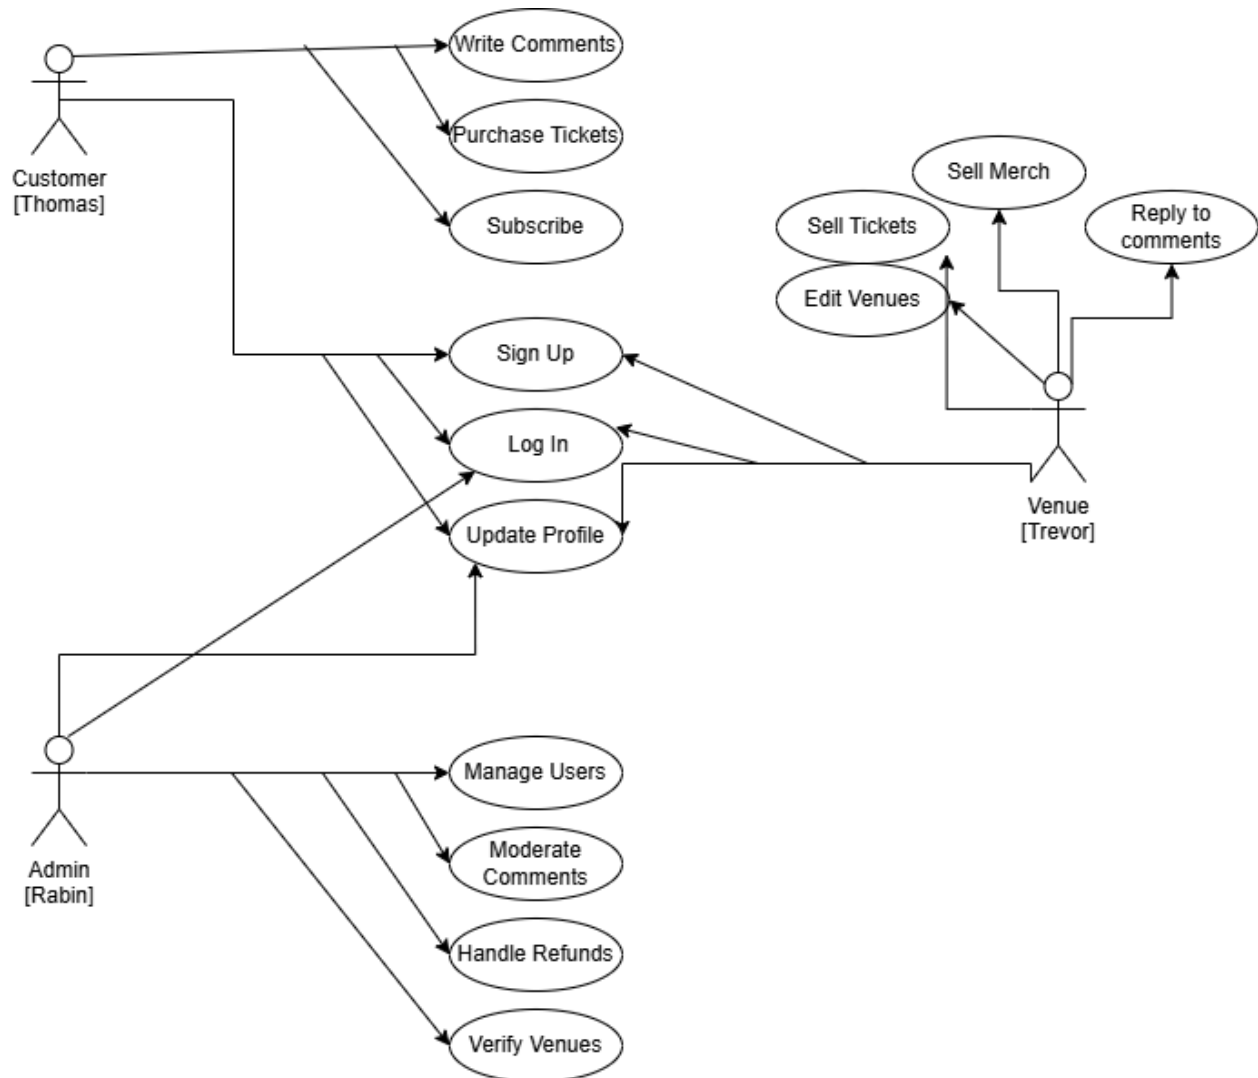 Write Comments
Purchase Tickets
Subscribe
Customer
[Thomas]
Sell Merch
Sell Tickets
Reply to
comments
Edit Venues
Sign Up
Log In
Update Profile
Venue
[Trevor]
Admin
[Rabin]
Manage Users
Moderate
Comments
Handle Refunds
Verify Venues